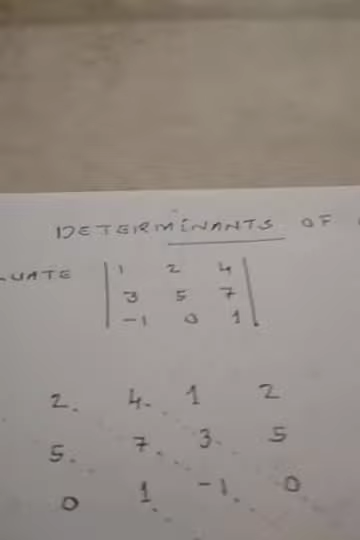 DETERMINANTS OF
LUATE | 1 2 4 |
3 5 7
-1 0 1
2. 4. 1 2
5. 7. 3. 5
0 1. -1. 0